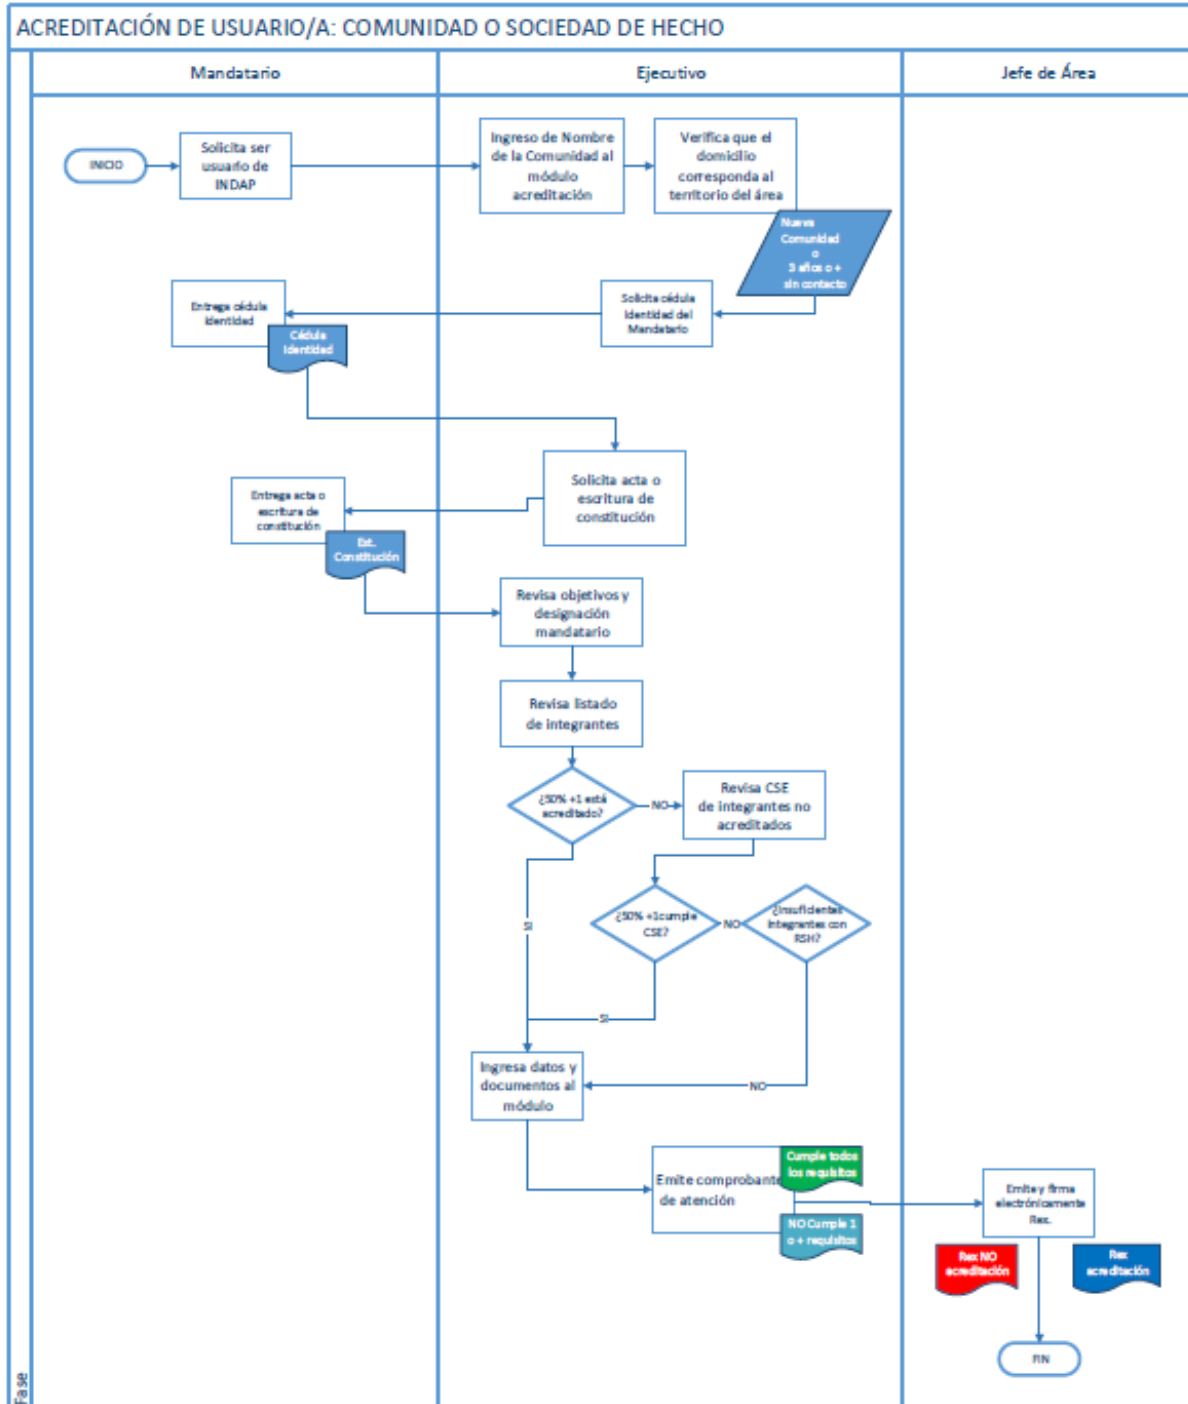 ACREDITACIÓN DE USUARIO/A: COMUNIDAD O SOCIEDAD DE HECHO
Mandatario
Ejecutivo
Jefe de Área
INICIO
Solicita ser
usuario de
INDAP
Ingreso de Nombre
de la Comunidad al
módulo
acreditación
Verifica que el
domicilio
corresponda al
territorio del área
Nueva
Comunidad
o
3 años o +
sin contacto
Solicita cédula
Identidad del
Mandatario
Entrega cédula
Identidad
Cédula
Identidad
Solicita acta o
escritura de
constitución
Entrega acta o
escritura de
constitución
Est.
Constitución
Revisa objetivos y
designación
mandatario
Revisa listado
de integrantes
¿50% +1 está
acreditado?
NO
Revisa CSE
de integrantes no
acreditados
¿50% +1cumple
CSE?
NO
¿Insuficientes
integrantes con
RSH?
SI
SI
NO
Ingresa datos y
documentos al
módulo
Emite comprobante
de atención
Cumple todos
los requisitos
NO Cumple 1
o + requisitos
Emite y firma
electrónicamente
Rex.
Rex NO
acreditación
Rex
acreditación
FIN
Fase